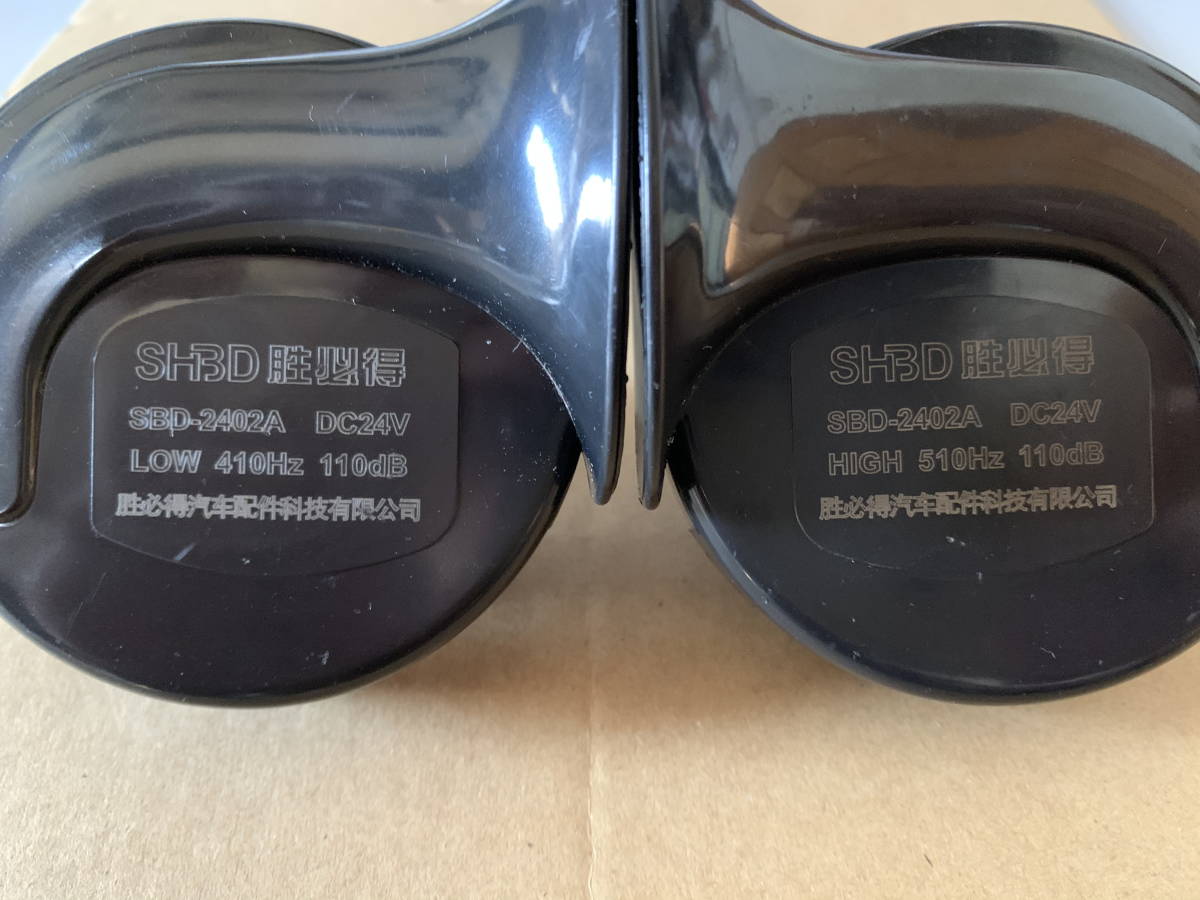 SHBD 胜必得
SBD-2402A DC24V
LOW 410Hz 110dB
胜必得汽车配件科技有限公司
SHBD 胜必得
SBD-2402A DC24V
HIGH 510Hz 110dB
胜必得汽车配件科技有限公司